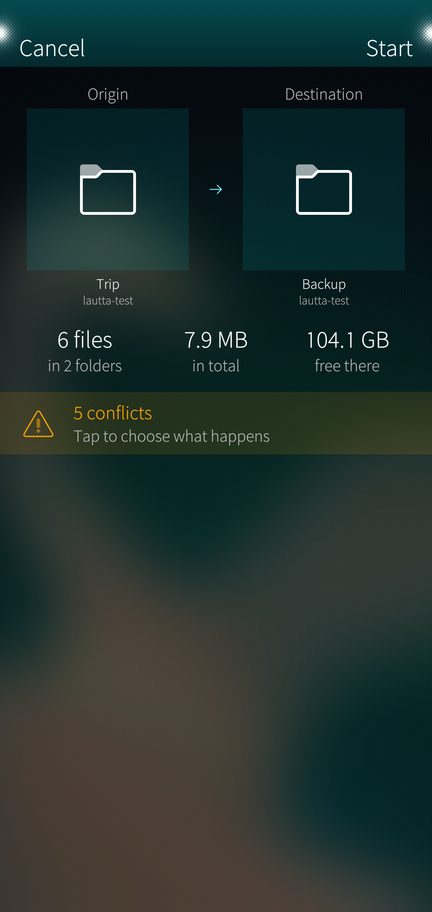 Cancel
Start
Origin
Destination
Trip
lautta-test
Backup
lautta-test
6 files
in 2 folders
7.9 MB
in total
104.1 GB
free there
5 conflicts
Tap to choose what happens